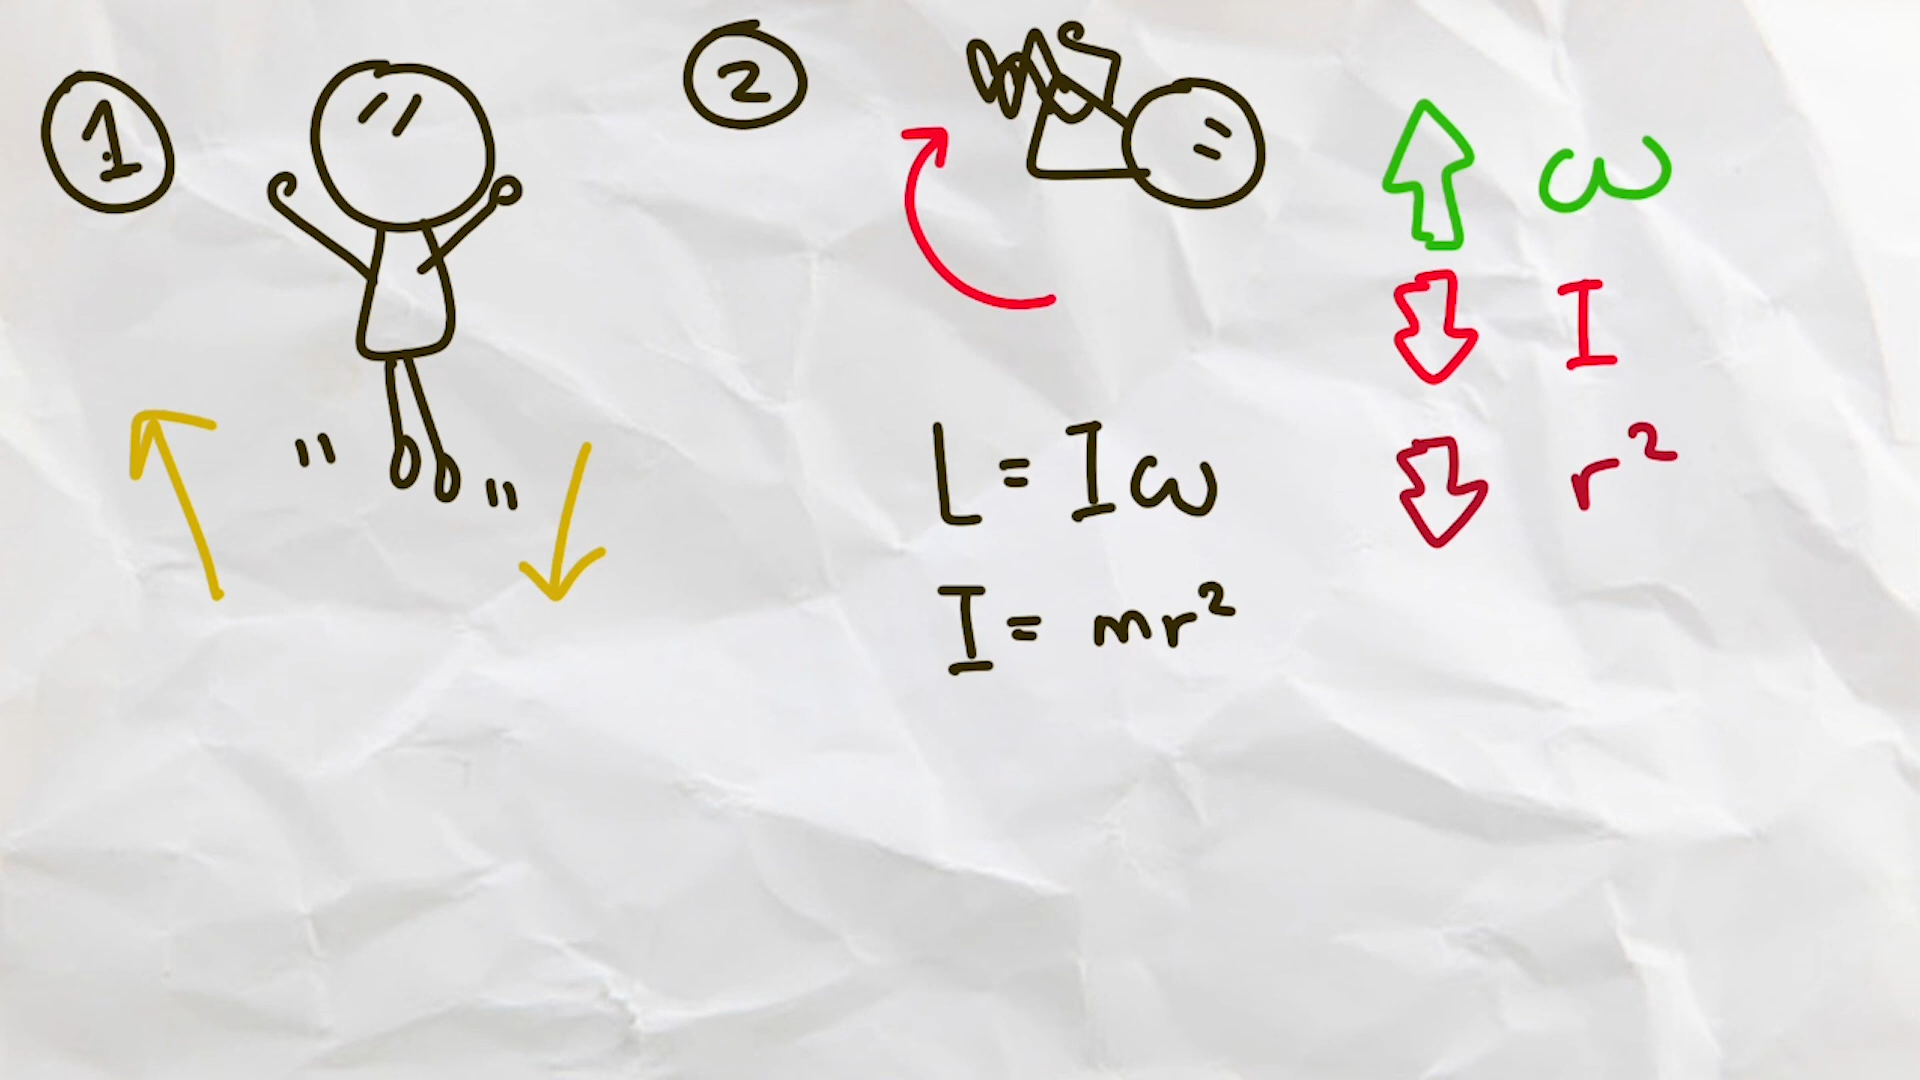 1
2
ω
I
r²
L = Iω
I = mr²